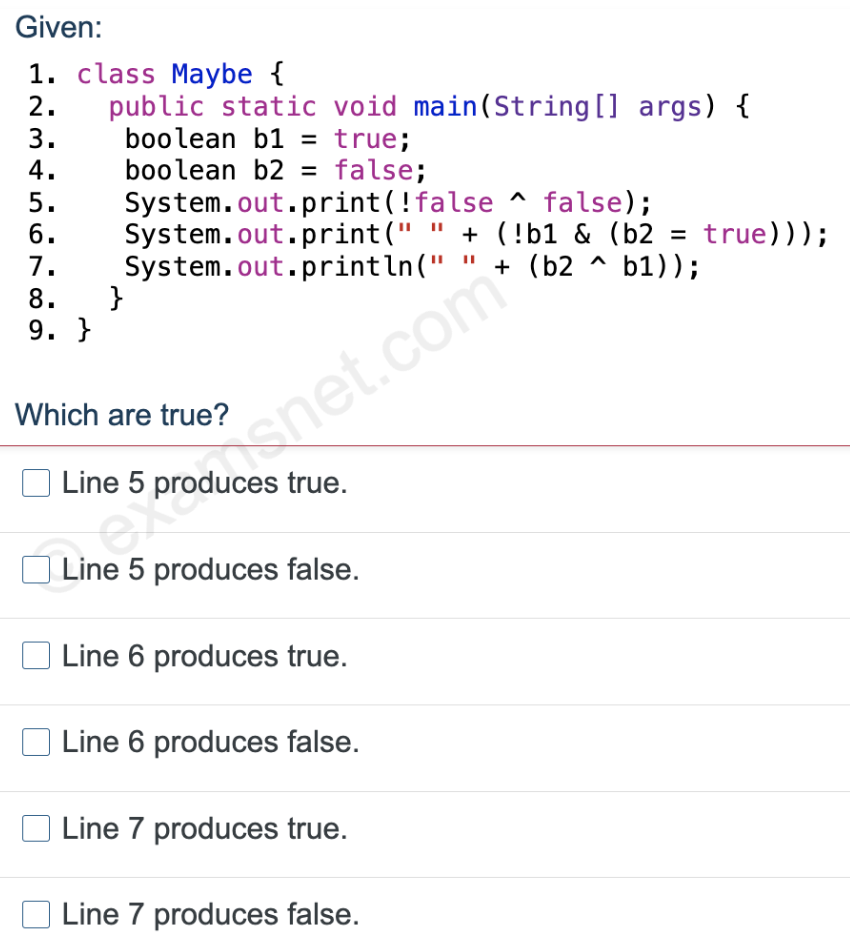 Given:
1. class Maybe {
2. public static void main(String[] args) {
3. boolean b1 = true;
4. boolean b2 = false;
5. System.out.print(!false ^ false);
6. System.out.print(" " + (!b1 & (b2 = true)));
7. System.out.println(" " + (b2 ^ b1));
8. }
9. }
Which are true?
Line 5 produces true.
Line 5 produces false.
Line 6 produces true.
Line 6 produces false.
Line 7 produces true.
Line 7 produces false.
© examsnet.com